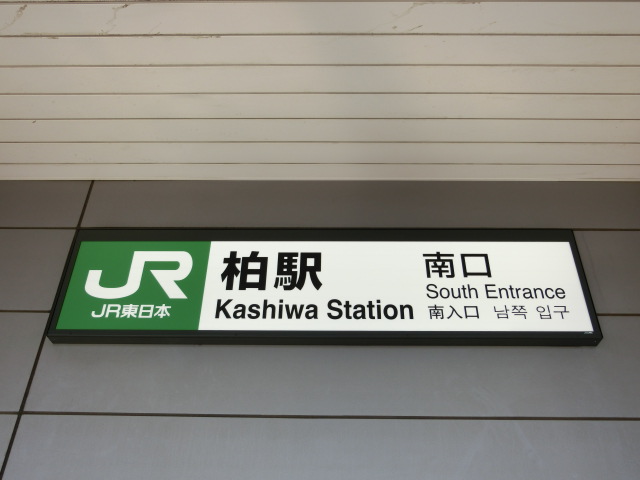 JR
JR東日本
柏駅
Kashiwa Station
南口
South Entrance
南入口 남쪽 입구